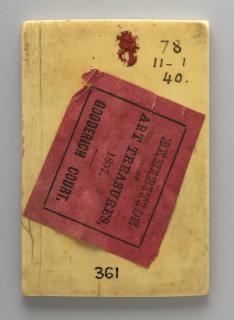 78
11-1
40.
EXHIBITION
OF
ART TREASURES,
1857.
GOODERICH COURT.
361